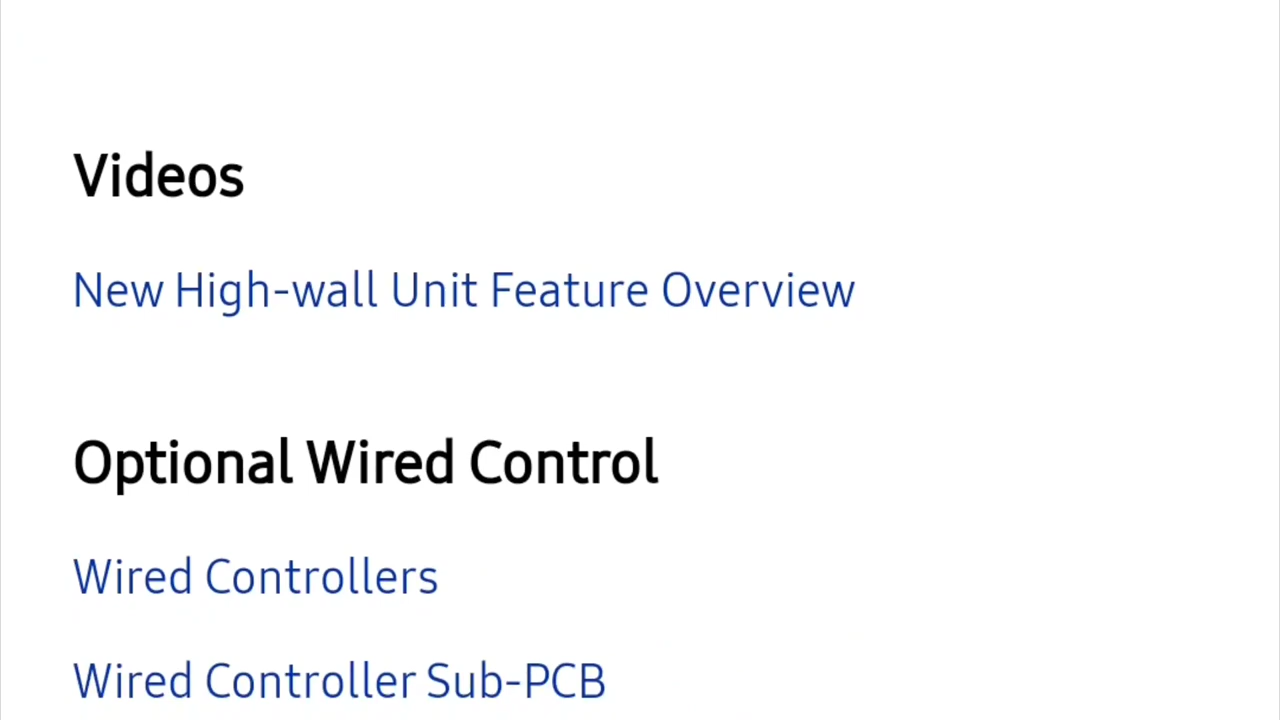 Videos
New High-wall Unit Feature Overview
Optional Wired Control
Wired Controllers
Wired Controller Sub-PCB